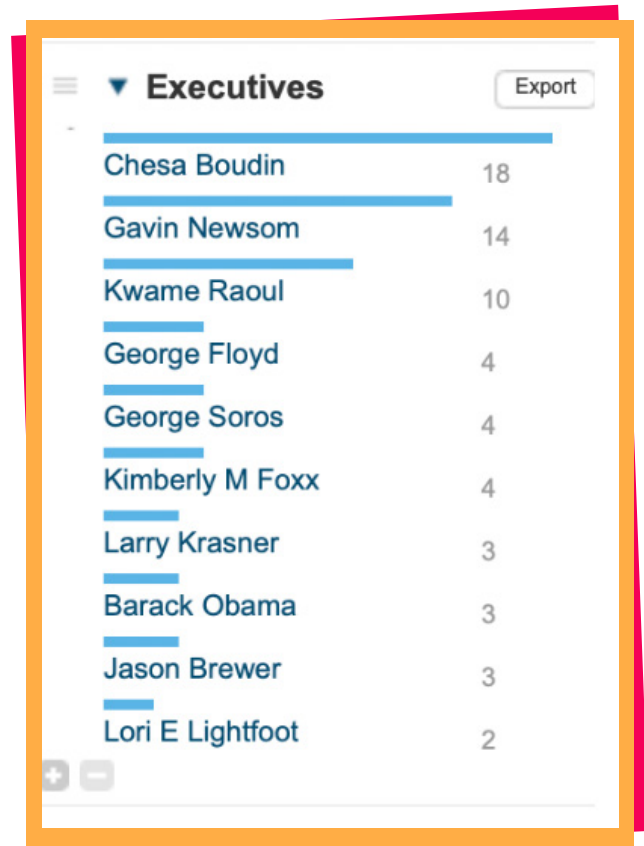 Executives Export
Chesa Boudin 18
Gavin Newsom 14
Kwame Raoul 10
George Floyd 4
George Soros 4
Kimberly M Foxx 4
Larry Krasner 3
Barack Obama 3
Jason Brewer 3
Lori E Lightfoot 2